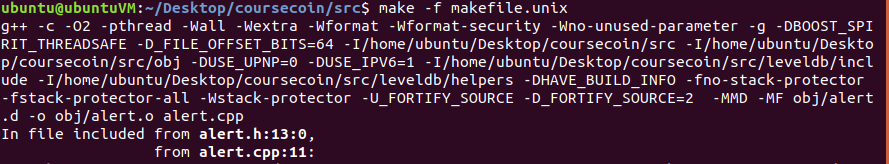 ubuntu@ubuntuVM:~/Desktop/coursecoin/src$ make -f makefile.unix
g++ -c -O2 -pthread -Wall -Wextra -Wformat -Wformat-security -Wno-unused-parameter -g -DBOOST_SPI
RIT_THREADSAFE -D_FILE_OFFSET_BITS=64 -I/home/ubuntu/Desktop/coursecoin/src -I/home/ubuntu/Deskto
p/coursecoin/src/obj -DUSE_UPNP=0 -DUSE_IPV6=1 -I/home/ubuntu/Desktop/coursecoin/src/leveldb/incl
ude -I/home/ubuntu/Desktop/coursecoin/src/leveldb/helpers -DHAVE_BUILD_INFO -fno-stack-protector
-fstack-protector-all -Wstack-protector -U_FORTIFY_SOURCE -D_FORTIFY_SOURCE=2  -MMD -MF obj/alert
.d -o obj/alert.o alert.cpp
In file included from alert.h:13:0,
                 from alert.cpp:11: